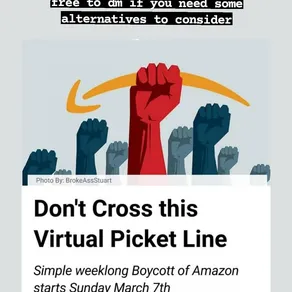 free to dm if you need some
alternatives to consider
Photo By: BrokeAssStuart
Don't Cross this
Virtual Picket Line
Simple weeklong Boycott of Amazon
starts Sunday March 7th